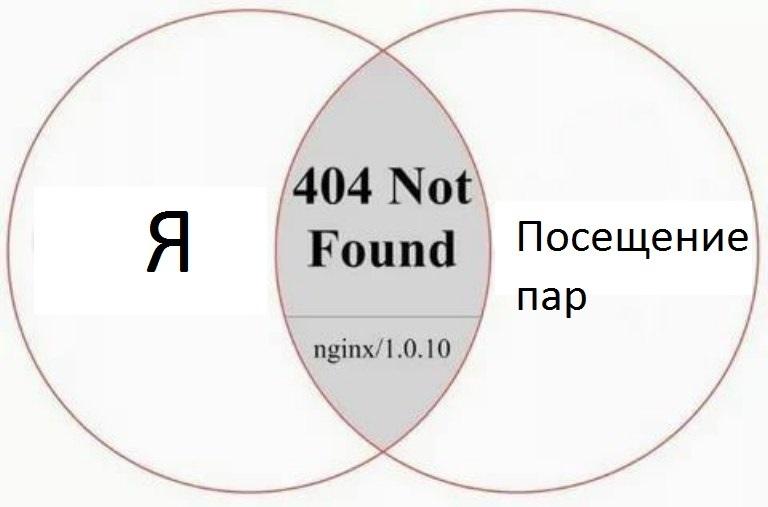 Я
404 Not
Found
nginx/1.0.10
Посещение
пар